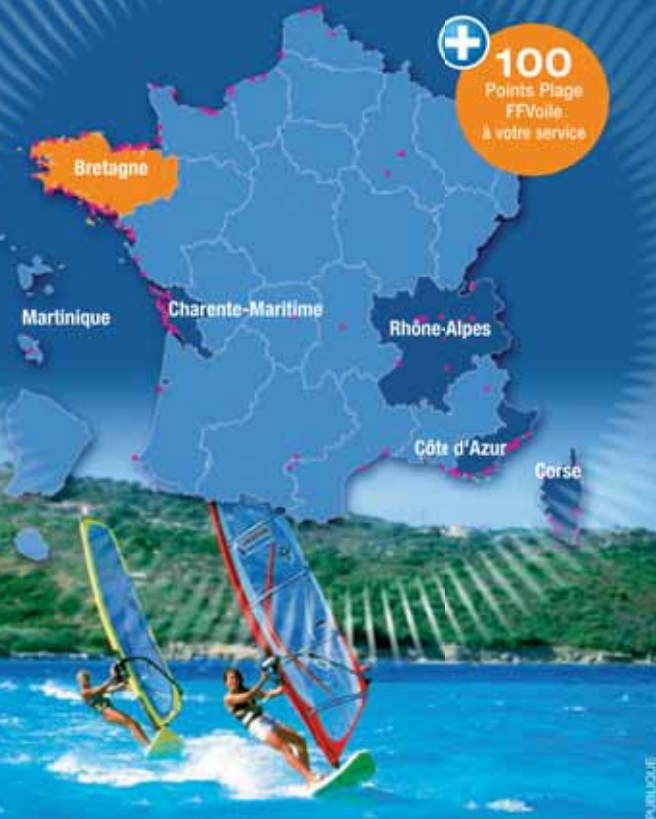 100
Points Plage
FFVoile
à votre service
Bretagne
Martinique
Charente-Maritime
Rhône-Alpes
Côte d'Azur
Corse